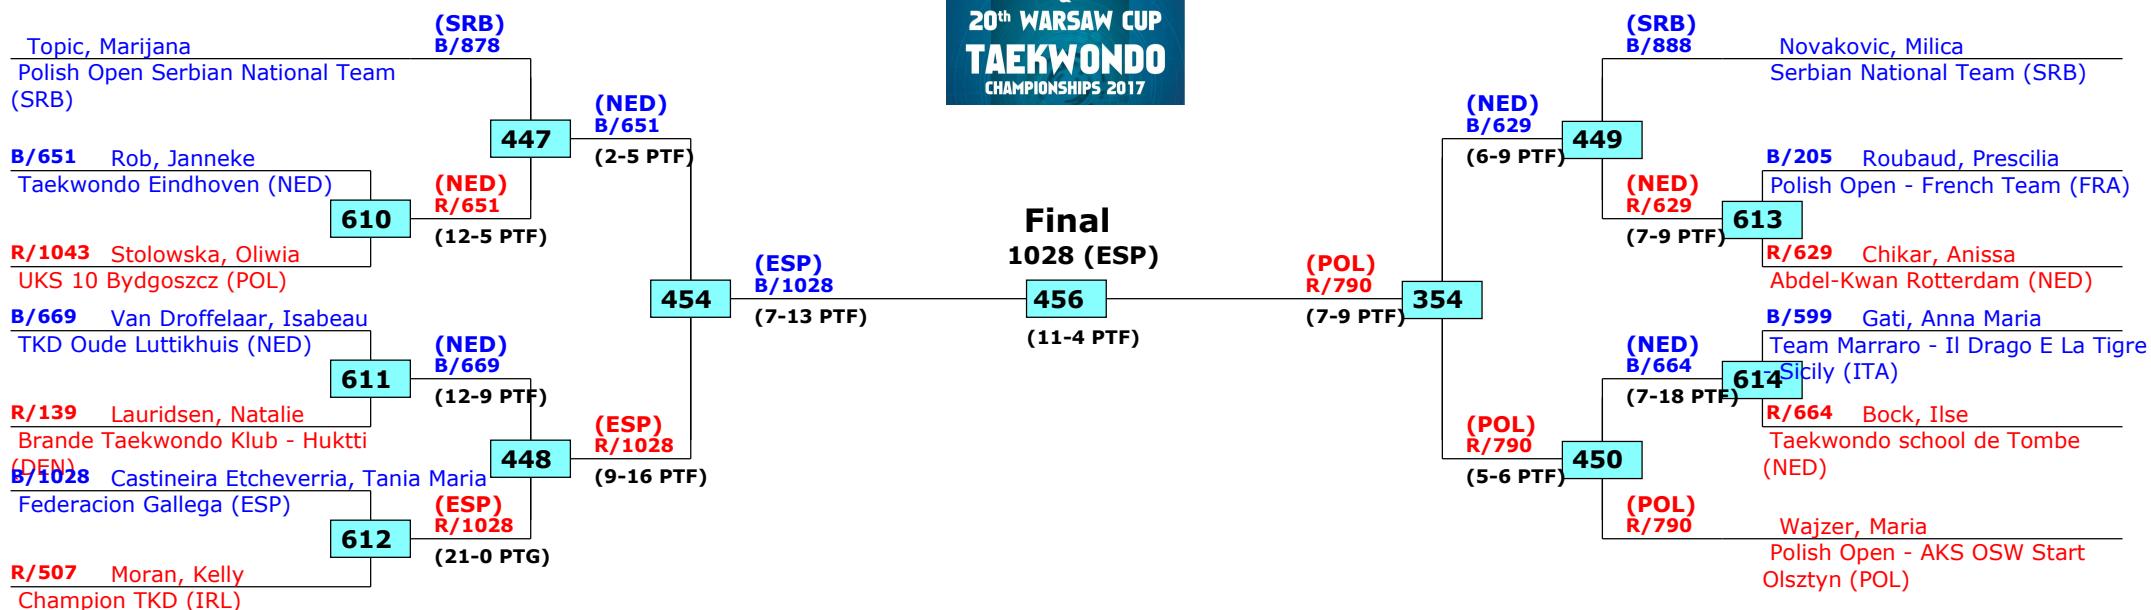 20th WARSAW CUP
TAEKWONDO
CHAMPIONSHIPS 2017
(SRB)
B/878
Topic, Marijana
Polish Open Serbian National Team
(SRB)
447
(NED)
B/651
(2-5 PTF)
B/651 Rob, Janneke
Taekwondo Eindhoven (NED)
610
(NED)
R/651
(12-5 PTF)
R/1043 Stolowska, Oliwia
UKS 10 Bydgoszcz (POL)
454
(ESP)
B/1028
(7-13 PTF)
B/669 Van Droffelaar, Isabeau
TKD Oude Luttikhuis (NED)
611
(NED)
B/669
(12-9 PTF)
R/139 Lauridsen, Natalie
Brande Taekwondo Klub - Huktti
(DEN)
448
(ESP)
R/1028
(9-16 PTF)
B/1028 Castineira Etcheverria, Tania Maria
Federacion Gallega (ESP)
612
(ESP)
R/1028
(21-0 PTG)
R/507 Moran, Kelly
Champion TKD (IRL)
Final
1028 (ESP)
456
(11-4 PTF)
(POL)
R/790
(7-9 PTF)
354
(NED)
B/629
(6-9 PTF)
449
(SRB)
B/888
Novakovic, Milica
Serbian National Team (SRB)
(NED)
R/629
(7-9 PTF)
613
B/205 Roubaud, Prescilia
Polish Open - French Team (FRA)
R/629 Chikar, Anissa
Abdel-Kwan Rotterdam (NED)
(POL)
R/790
(5-6 PTF)
450
(NED)
B/664
(7-18 PTF)
614
B/599 Gati, Anna Maria
Team Marraro - Il Drago E La Tigre
- Sicily (ITA)
R/664 Bock, Ilse
Taekwondo school de Tombe
(NED)
(POL)
R/790
Wajzer, Maria
Polish Open - AKS OSW Start
Olsztyn (POL)